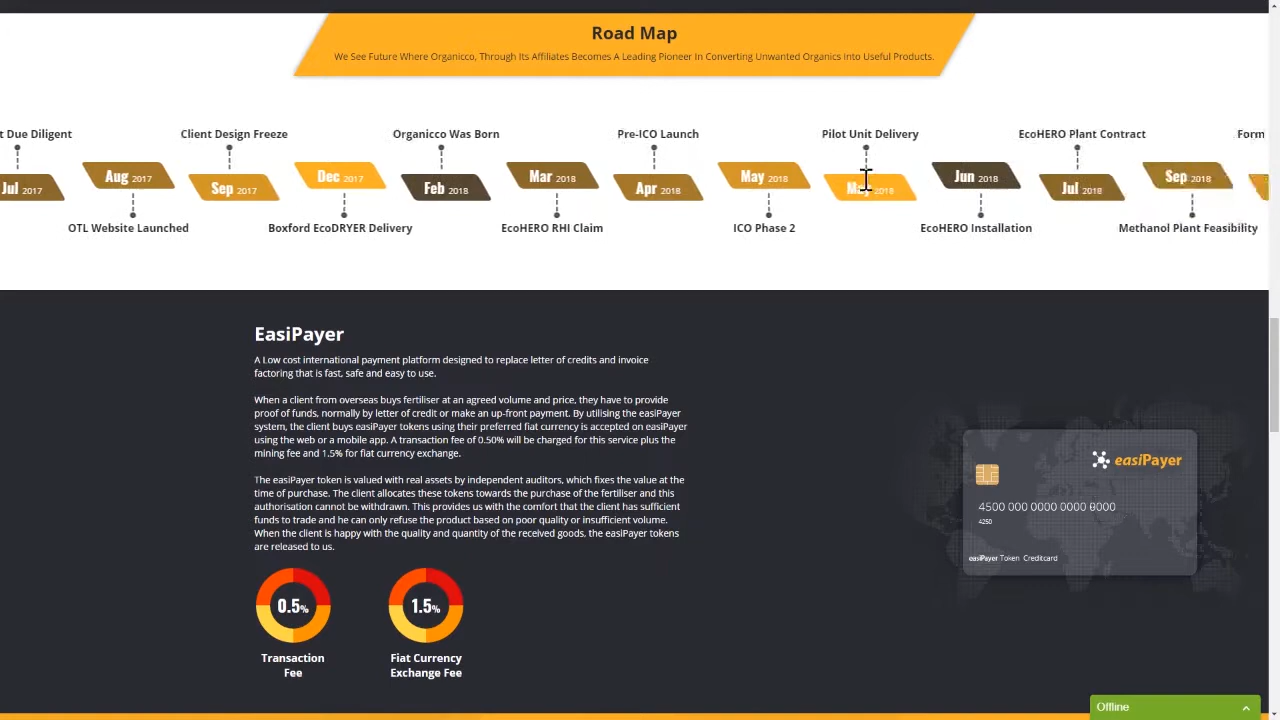 Road Map
We See Future Where Organicco, Through Its Affiliates Becomes A Leading Pioneer In Converting Unwanted Organics Into Useful Products.
t Due Diligent
Client Design Freeze
Organicco Was Born
Pre-ICO Launch
Pilot Unit Delivery
EcoHERO Plant Contract
Form
Jul 2017
Aug 2017
Sep 2017
Dec 2017
Feb 2018
Mar 2018
Apr 2018
May 2018
May 2018
Jun 2018
Jul 2018
Sep 2018
OTL Website Launched
Boxford EcoDRYER Delivery
EcoHERO RHI Claim
ICO Phase 2
EcoHERO Installation
Methanol Plant Feasibility
EasiPayer
A Low cost international payment platform designed to replace letter of credits and invoice
factoring that is fast, safe and easy to use.
When a client from overseas buys fertiliser at an agreed volume and price, they have to provide
proof of funds, normally by letter of credit or make an up-front payment. By utilising the easiPayer
system, the client buys easiPayer tokens using their preferred fiat currency is accepted on easiPayer
using the web or a mobile app. A transaction fee of 0.50% will be charged for this service plus the
mining fee and 1.5% for fiat currency exchange.
The easiPayer token is valued with real assets by independent auditors, which fixes the value at the
time of purchase. The client allocates these tokens towards the purchase of the fertiliser and this
authorisation cannot be withdrawn. This provides us with the comfort that the client has sufficient
funds to trade and he can only refuse the product based on poor quality or insufficient volume.
When the client is happy with the quality and quantity of the received goods, the easiPayer tokens
are released to us.
0.5%
1.5%
Transaction
Fee
Fiat Currency
Exchange Fee
easiPayer
4500 000 0000 0000 0000
4250
easiPayer Token Creditcard
Offline